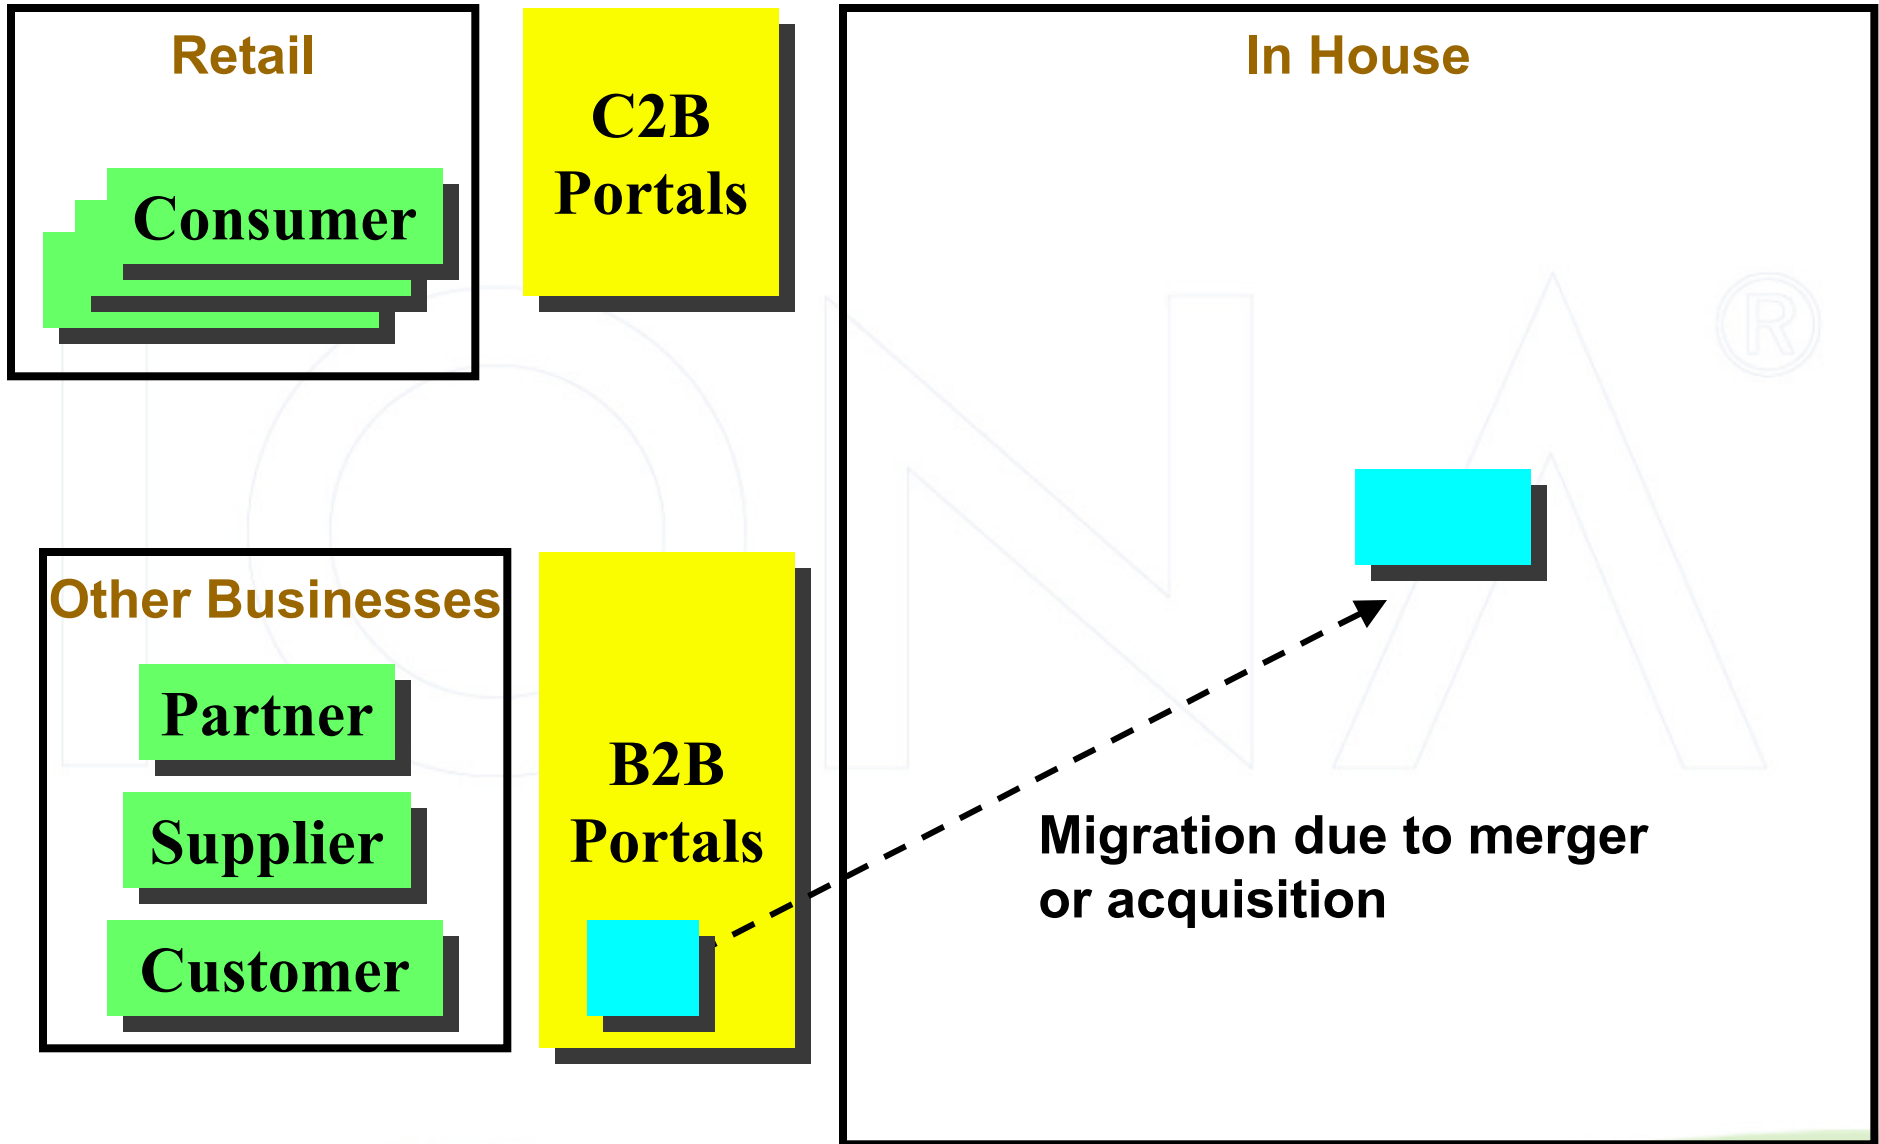 Retail
Consumer
C2B
Portals
In House
Other Businesses
Partner
Supplier
Customer
B2B
Portals
Migration due to merger
or acquisition
IONA®